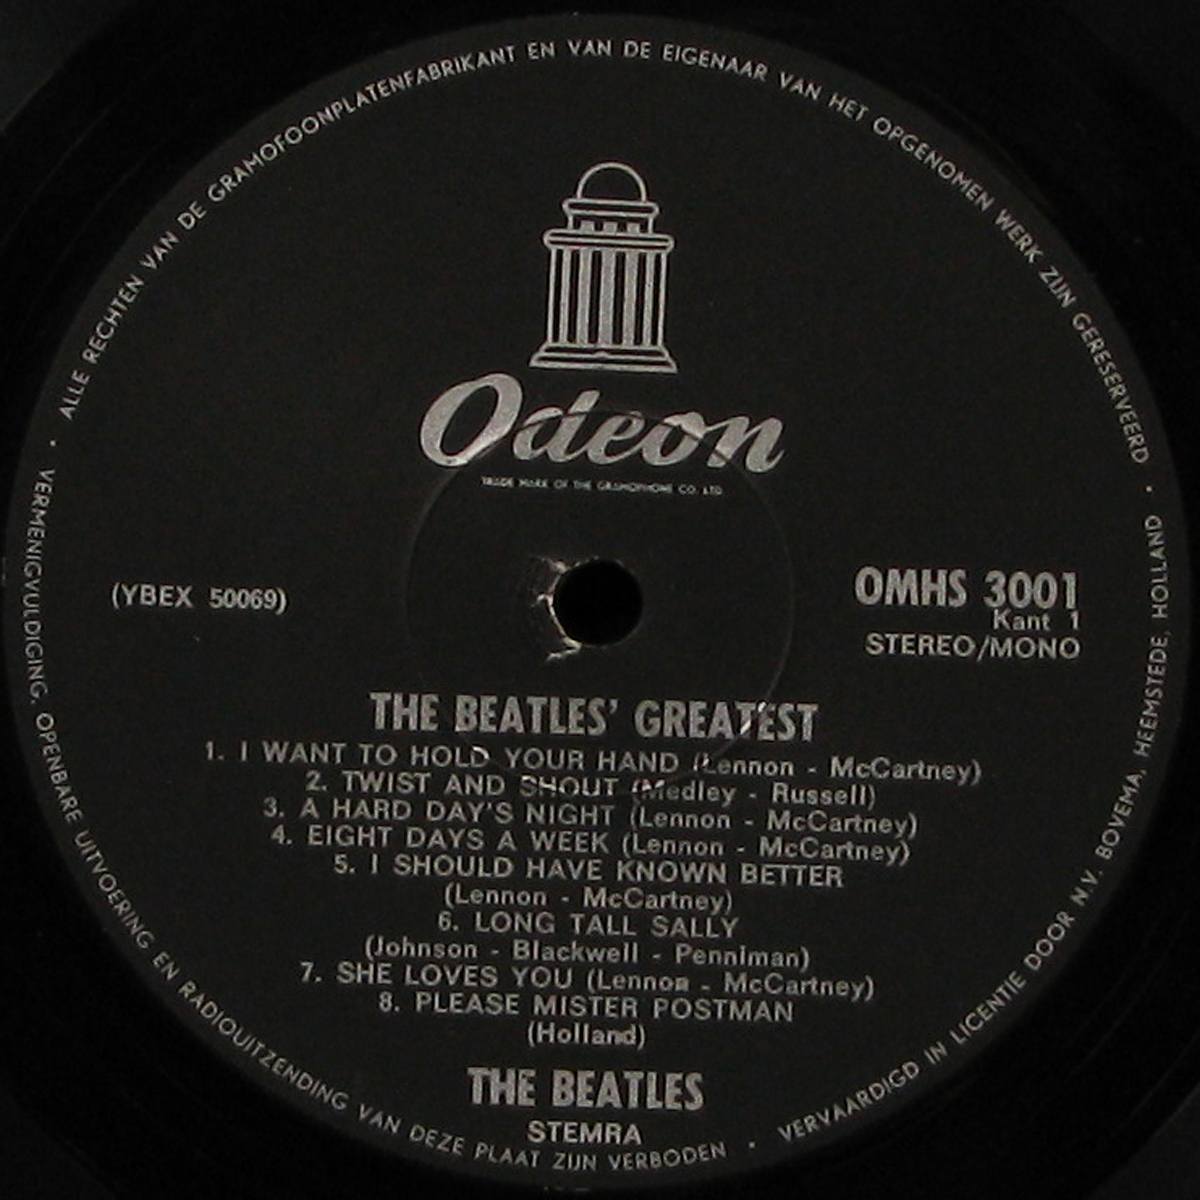 ALLE RECHTEN VAN DE GRAMOFOONPLATENFABRIKANT EN VAN DE EIGENAAR VAN HET OPGENOMEN WERK ZIJN GERESERVEERD •
Odeon
TRADE MARK OF THE GRAMOPHONE CO. LTD.
(YBEX 50069)
OMHS 3001
Kant 1
STEREO/MONO
THE BEATLES' GREATEST
1. I WANT TO HOLD YOUR HAND (Lennon - McCartney)
2. TWIST AND SHOUT (Medley - Russell)
3. A HARD DAY'S NIGHT (Lennon - McCartney)
4. EIGHT DAYS A WEEK (Lennon - McCartney)
5. I SHOULD HAVE KNOWN BETTER
(Lennon - McCartney)
6. LONG TALL SALLY
(Johnson - Blackwell - Penniman)
7. SHE LOVES YOU (Lennon - McCartney)
8. PLEASE MISTER POSTMAN
(Holland)
THE BEATLES
STEMRA
• VERMENIGVULDIGING, OPENBARE UITVOERING EN RADIOUITZENDING VAN DEZE PLAAT ZIJN VERBODEN • VERVAARDIGD IN LICENTIE DOOR N.V. BOVEMA, HEEMSTEDE, HOLLAND